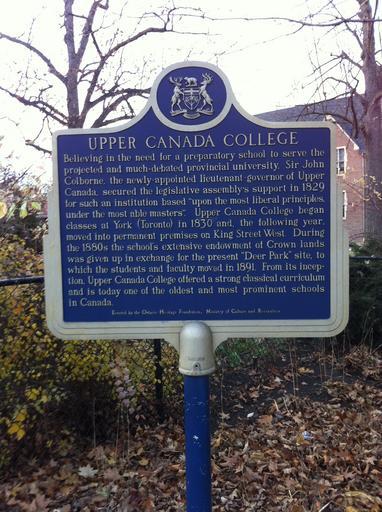 UPPER CANADA COLLEGE
Believing in the need for a preparatory school to serve the
projected and much-debated provincial university, Sir John
Colborne, the newly-appointed lieutenant-governor of Upper
Canada, secured the legislative assembly's support in 1829
for such an institution based "upon the most liberal principles,
under the most able masters". Upper Canada College began
classes at York (Toronto) in 1830 and, the following year,
moved into permanent premises on King Street West. During
the 1880s the school's extensive endowment of Crown lands
was given up in exchange for the present "Deer Park" site, to
which the students and faculty moved in 1891. From its incep-
tion, Upper Canada College offered a strong classical curriculum
and is today one of the oldest and most prominent schools
in Canada.
Erected by the Ontario Heritage Foundation, Ministry of Culture and Recreation